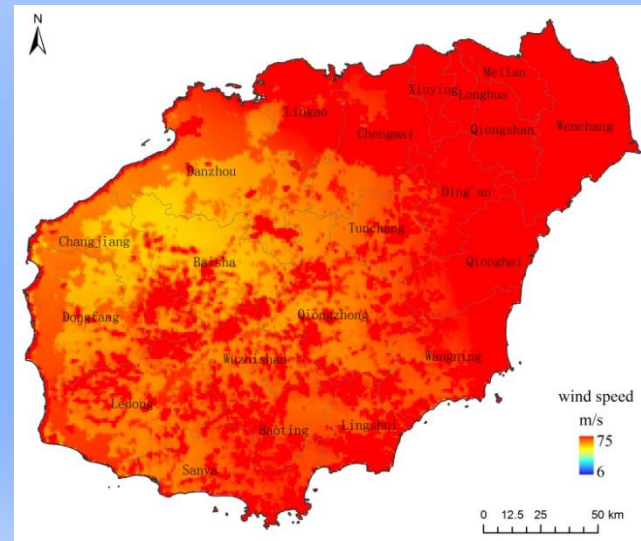 N
Meilan
Xiuying
Longhua
Lingao
Chengmai
Qiongshan
Wenchang
Danzhou
Ding'an
Tunchang
Changjiang
Baisha
Qionghai
Dongfang
Qiongzhong
Wuzhishan
Wangning
Ledong
Baoting
Lingshui
Sanya
wind speed
m/s
75
6
0 12.5 25 50 km